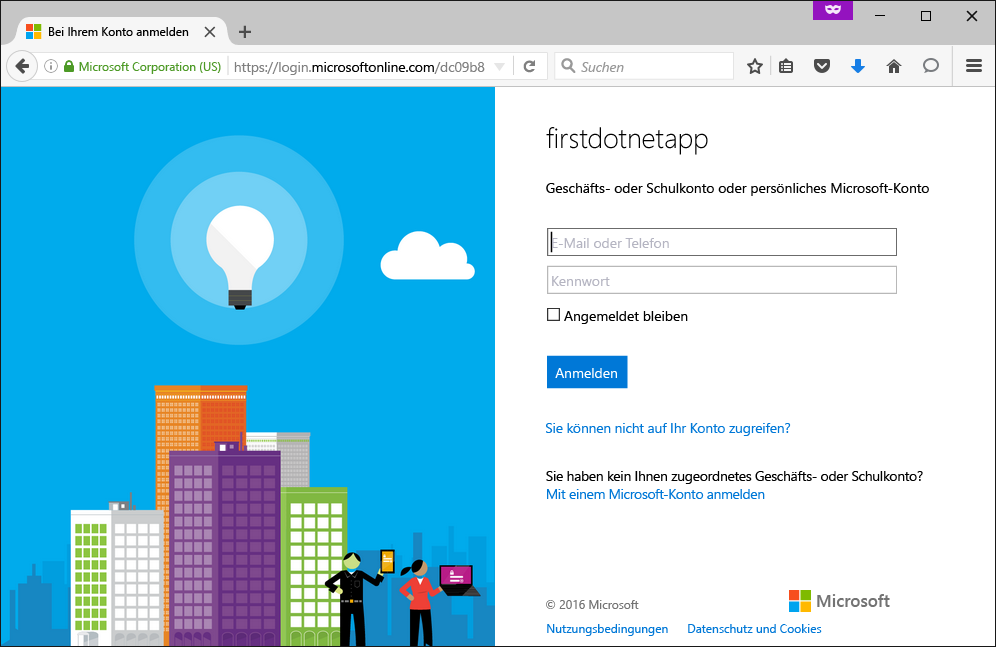 Bei Ihrem Konto anmelden
Microsoft Corporation (US)
https://login.microsoftonline.com/dc09b8
Suchen
firstdotnetapp
Geschäfts- oder Schulkonto oder persönliches Microsoft-Konto
E-Mail oder Telefon
Kennwort
Angemeldet bleiben
Anmelden
Sie können nicht auf Ihr Konto zugreifen?
Sie haben kein Ihnen zugeordnetes Geschäfts- oder Schulkonto?
Mit einem Microsoft-Konto anmelden
© 2016 Microsoft
Microsoft
Nutzungsbedingungen
Datenschutz und Cookies